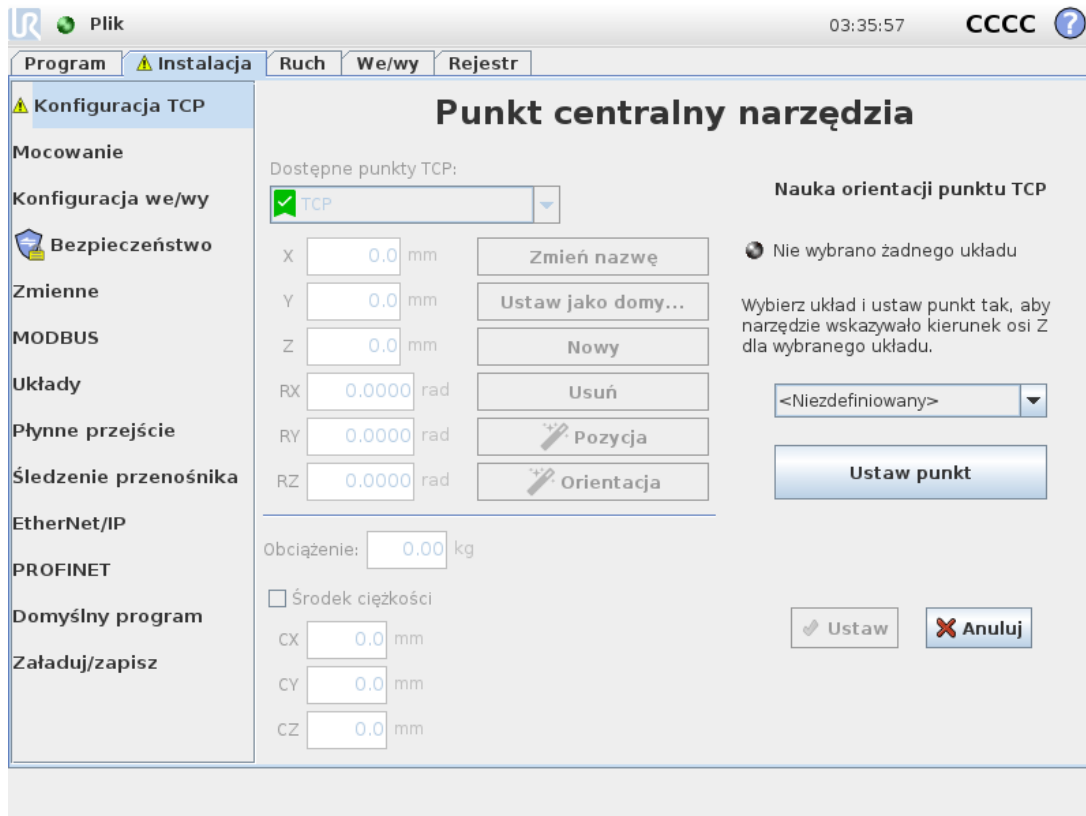 UR
Plik
03:35:57
CCCC
?
Program
Instalacja
Ruch
We/wy
Rejestr
Konfiguracja TCP
Mocowanie
Konfiguracja we/wy
Bezpieczeństwo
Zmienne
MODBUS
Układy
Płynne przejście
Śledzenie przenośnika
EtherNet/IP
PROFINET
Domyślny program
Załaduj/zapisz
Punkt centralny narzędzia
Dostępne punkty TCP:
TCP
X 0.0 mm
Zmień nazwę
Y 0.0 mm
Ustaw jako domy...
Z 0.0 mm
Nowy
RX 0.0000 rad
Usuń
RY 0.0000 rad
Pozycja
RZ 0.0000 rad
Orientacja
Obciążenie: 0.00 kg
Środek ciężkości
CX 0.0 mm
CY 0.0 mm
CZ 0.0 mm
Nauka orientacji punktu TCP
Nie wybrano żadnego układu
Wybierz układ i ustaw punkt tak, aby
narzędzie wskazywało kierunek osi Z
dla wybranego układu.
<Niezdefiniowany>
Ustaw punkt
Ustaw
Anuluj